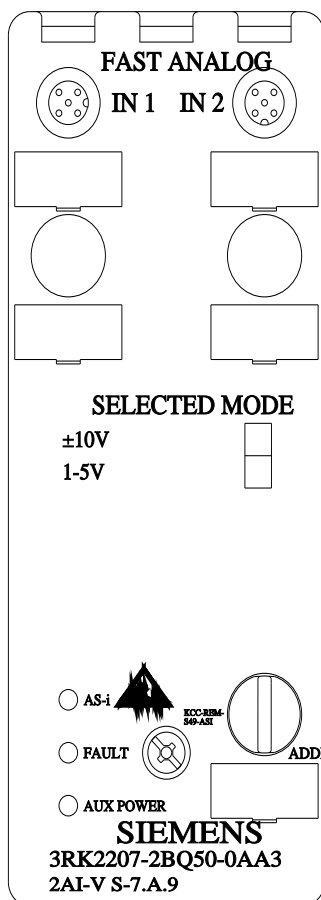 FAST ANALOG
IN 1 IN 2
SELECTED MODE
±10V
1-5V
AS-i
KCC-REM-
S49-ASI
FAULT
ADD
AUX POWER
SIEMENS
3RK2207-2BQ50-0AA3
2AI-V S-7.A.9